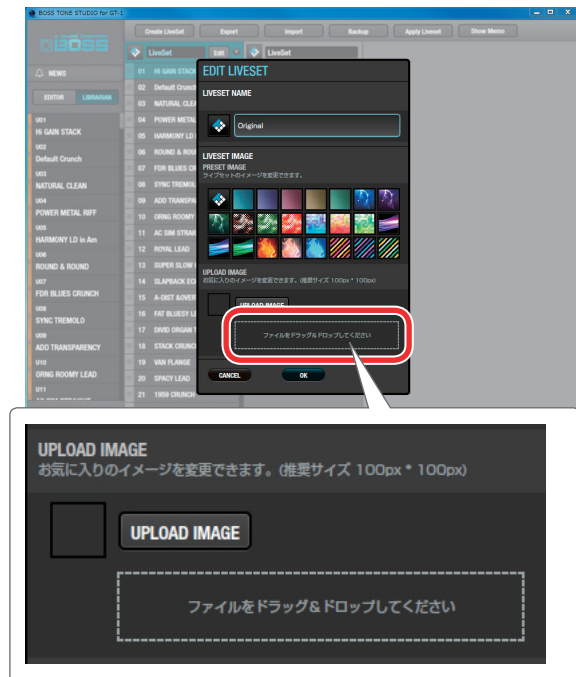 BOSS TONE STUDIO for GT-1
Create LiveSet Export Import Backup Apply Liveset Show Memo
BOSS
LiveSet Edit LiveSet
NEWS
EDITOR LIBRARIAN
U01
Hi GAIN STACK
U02
Default Crunch
U03
NATURAL CLEAN
U04
POWER METAL RIFF
U05
HARMONY LD in Am
U06
ROUND & ROUND
U07
FDR BLUES CRUNCH
U08
SYNC TREMOLO
U09
ADD TRANSPARENCY
U10
ORNG ROOMY LEAD
U11
01 Hi GAIN STACK
02 Default Crunch
03 NATURAL CLEA
04 POWER METAL
05 HARMONY LD
06 ROUND & ROU
07 FDR BLUES CR
08 SYNC TREMOL
09 ADD TRANSPA
10 ORNG ROOMY
11 AC SIM STRAI
12 ROYAL LEAD
13 SUPER SLOW
14 SLAPBACK EC
15 A-DIST &OVER
16 FAT BLUESY L
17 DIVID ORGAN T
18 STACK CRUNC
19 VAN FLANGE
20 SPACY LEAD
21 1959 CRUNCH
EDIT LIVESET
LIVESET NAME
Original
LIVESET IMAGE
PRESET IMAGE
ライブセットのイメージを変更できます。
UPLOAD IMAGE
お気に入りのイメージを変更できます。(推奨サイズ 100px * 100px)
UPLOAD IMAGE
ファイルをドラッグ&ドロップしてください
CANCEL OK
UPLOAD IMAGE
お気に入りのイメージを変更できます。(推奨サイズ 100px * 100px)
UPLOAD IMAGE
ファイルをドラッグ&ドロップしてください